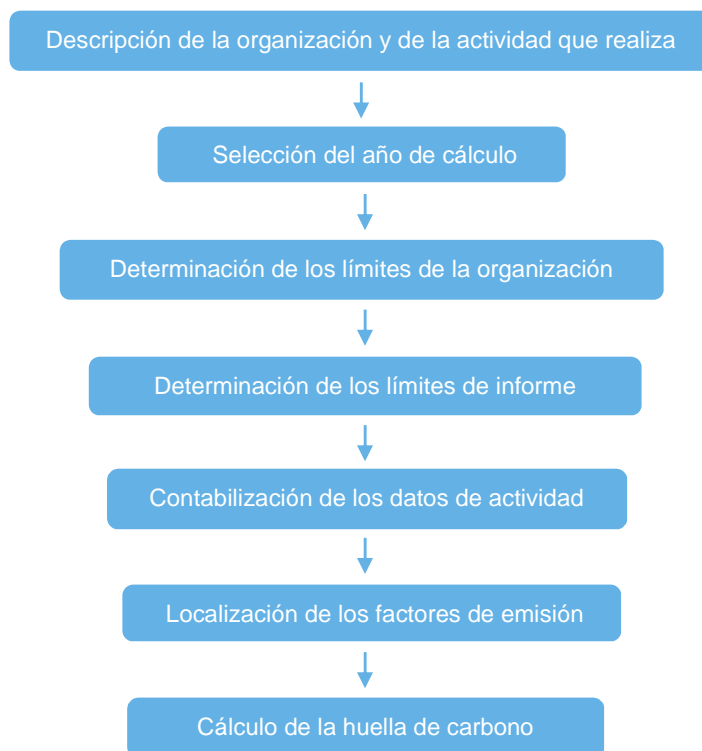 Descripción de la organización y de la actividad que realiza
Selección del año de cálculo
Determinación de los límites de la organización
Determinación de los límites de informe
Contabilización de los datos de actividad
Localización de los factores de emisión
Cálculo de la huella de carbono